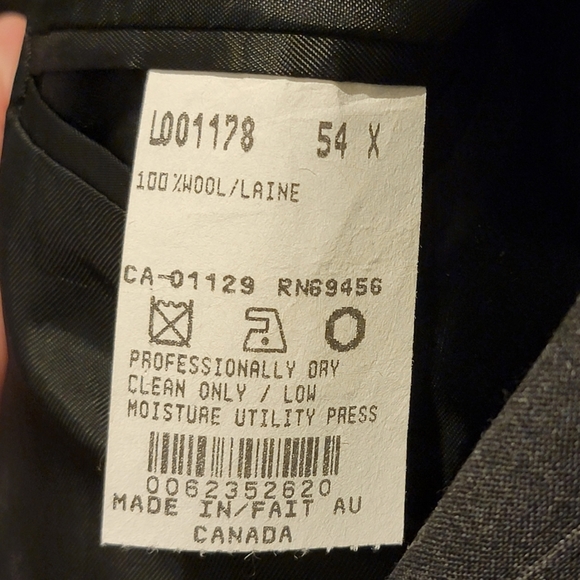 L001178 54 X
100%WOOL/LAINE
CA-01129 RN69456
PROFESSIONALLY DRY
CLEAN ONLY / LOW
MOISTURE UTILITY PRESS
0062352620
MADE IN/FAIT AU
CANADA